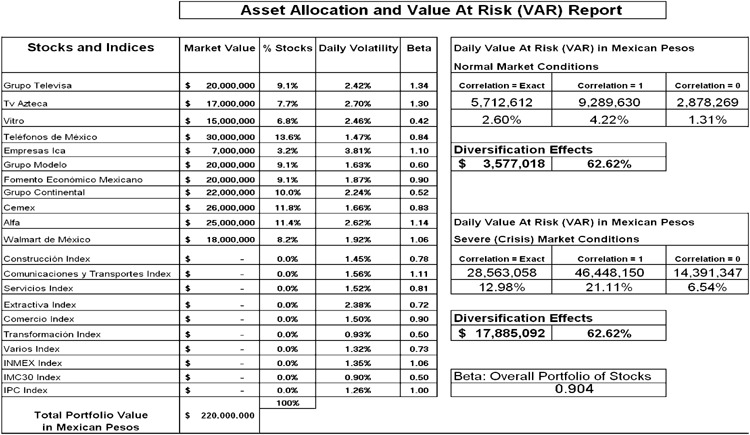 Asset Allocation and Value At Risk (VAR) Report
Stocks and Indices Market Value % Stocks Daily Volatility Beta
Grupo Televisa $ 20,000,000 9.1% 2.42% 1.34
Tv Azteca $ 17,000,000 7.7% 2.70% 1.30
Vitro $ 15,000,000 6.8% 2.46% 0.42
Teléfonos de México $ 30,000,000 13.6% 1.47% 0.84
Empresas Ica $ 7,000,000 3.2% 3.81% 1.10
Grupo Modelo $ 20,000,000 9.1% 1.63% 0.60
Fomento Económico Mexicano $ 20,000,000 9.1% 1.87% 0.90
Grupo Continental $ 22,000,000 10.0% 2.24% 0.52
Cemex $ 26,000,000 11.8% 1.66% 0.83
Alfa $ 25,000,000 11.4% 2.62% 1.14
Walmart de México $ 18,000,000 8.2% 1.92% 1.06
Construcción Index $ - 0.0% 1.45% 0.78
Comunicaciones y Transportes Index $ - 0.0% 1.56% 1.11
Servicios Index $ - 0.0% 1.52% 0.81
Extractiva Index $ - 0.0% 2.38% 0.72
Comercio Index $ - 0.0% 1.50% 0.90
Transformación Index $ - 0.0% 0.93% 0.50
Varios Index $ - 0.0% 1.32% 0.73
INMEX Index $ - 0.0% 1.35% 1.06
IMC30 Index $ - 0.0% 0.90% 0.50
IPC Index $ - 0.0% 1.26% 1.00
100%
Total Portfolio Value $ 220,000,000
in Mexican Pesos
Daily Value At Risk (VAR) in Mexican Pesos
Normal Market Conditions
Correlation = Exact Correlation = 1 Correlation = 0
5,712,612 9,289,630 2,878,269
2.60% 4.22% 1.31%
Diversification Effects
$ 3,577,018 62.62%
Daily Value At Risk (VAR) in Mexican Pesos
Severe (Crisis) Market Conditions
Correlation = Exact Correlation = 1 Correlation = 0
28,563,058 46,448,150 14,391,347
12.98% 21.11% 6.54%
Diversification Effects
$ 17,885,092 62.62%
Beta: Overall Portfolio of Stocks
0.904